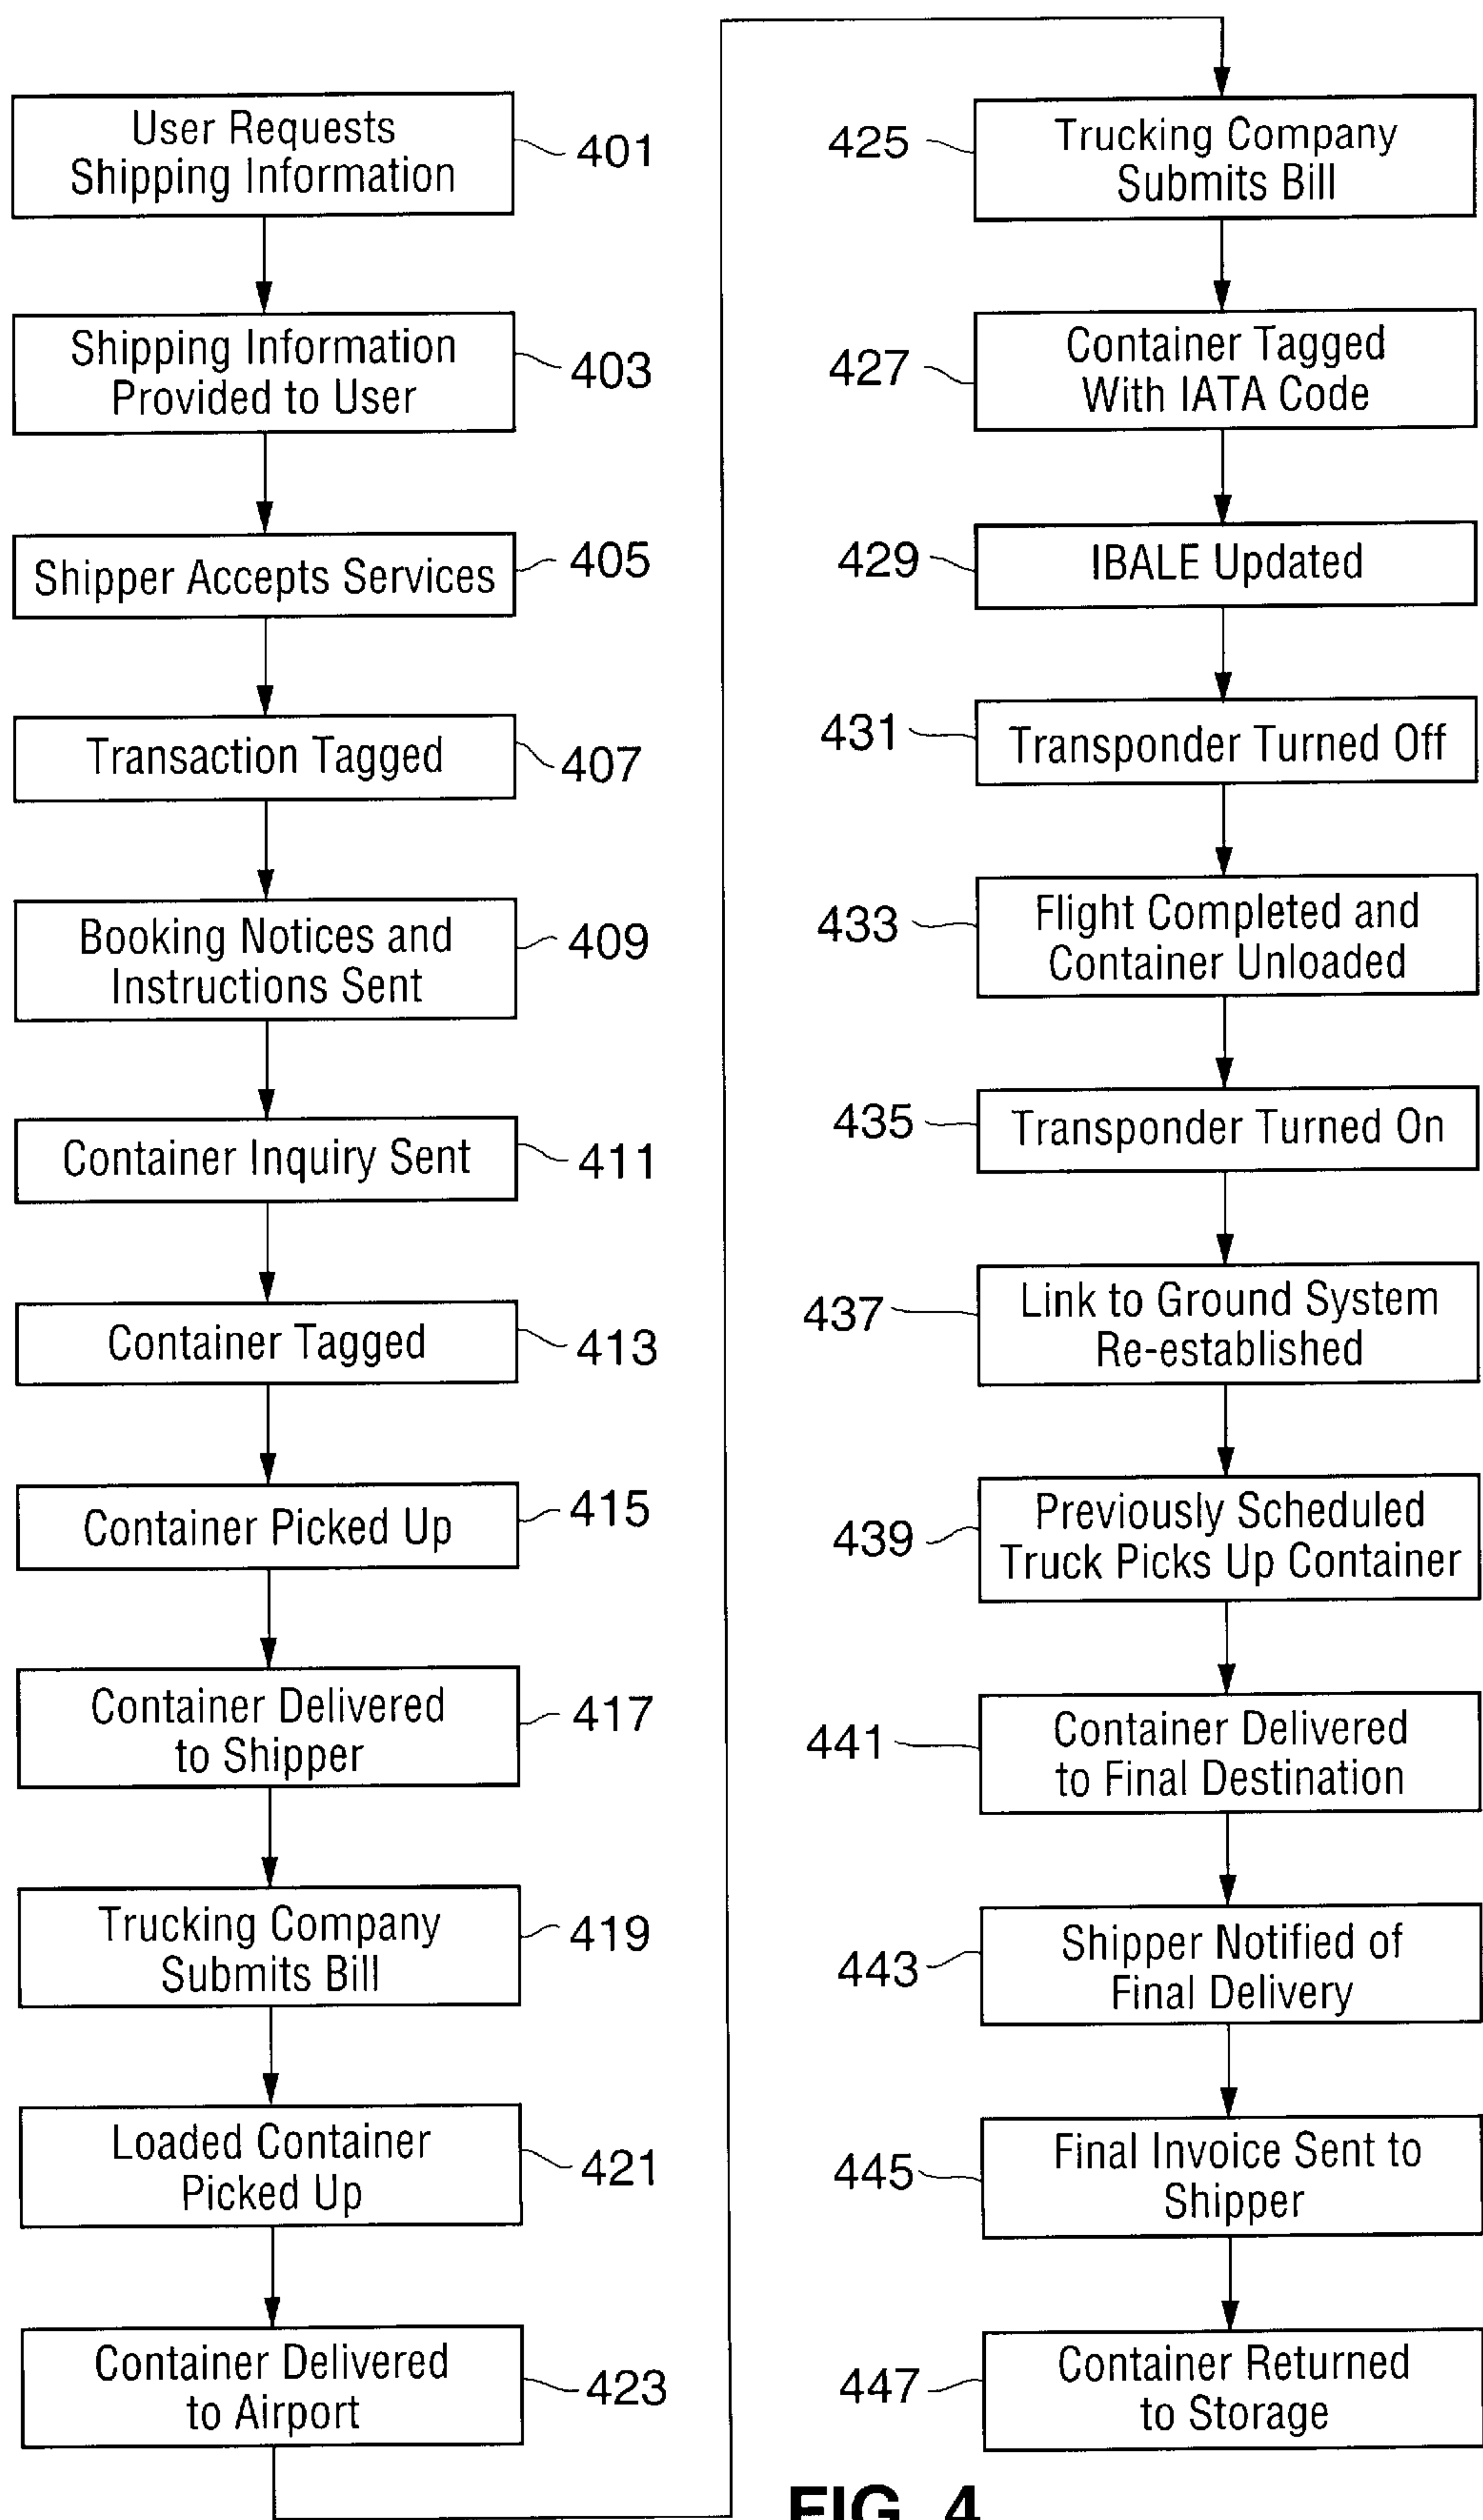 User Requests
Shipping Information
401
Shipping Information
Provided to User
403
Shipper Accepts Services
405
Transaction Tagged
407
Booking Notices and
Instructions Sent
409
Container Inquiry Sent
411
Container Tagged
413
Container Picked Up
415
Container Delivered
to Shipper
417
Trucking Company
Submits Bill
419
Loaded Container
Picked Up
421
Container Delivered
to Airport
423
425
Trucking Company
Submits Bill
427
Container Tagged
With IATA Code
429
IBALE Updated
431
Transponder Turned Off
433
Flight Completed and
Container Unloaded
435
Transponder Turned On
437
Link to Ground System
Re-established
439
Previously Scheduled
Truck Picks Up Container
441
Container Delivered
to Final Destination
443
Shipper Notified of
Final Delivery
445
Final Invoice Sent to
Shipper
447
Container Returned
to Storage
FIG. 4